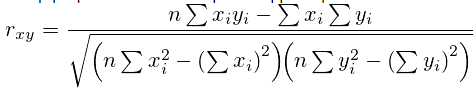 r_{xy} = \frac{n \sum x_i y_i - \sum x_i \sum y_i}{\sqrt{\left( n \sum x_i^2 - \left( \sum x_i \right)^2 \right) \left( n \sum y_i^2 - \left( \sum y_i \right)^2 \right)}}